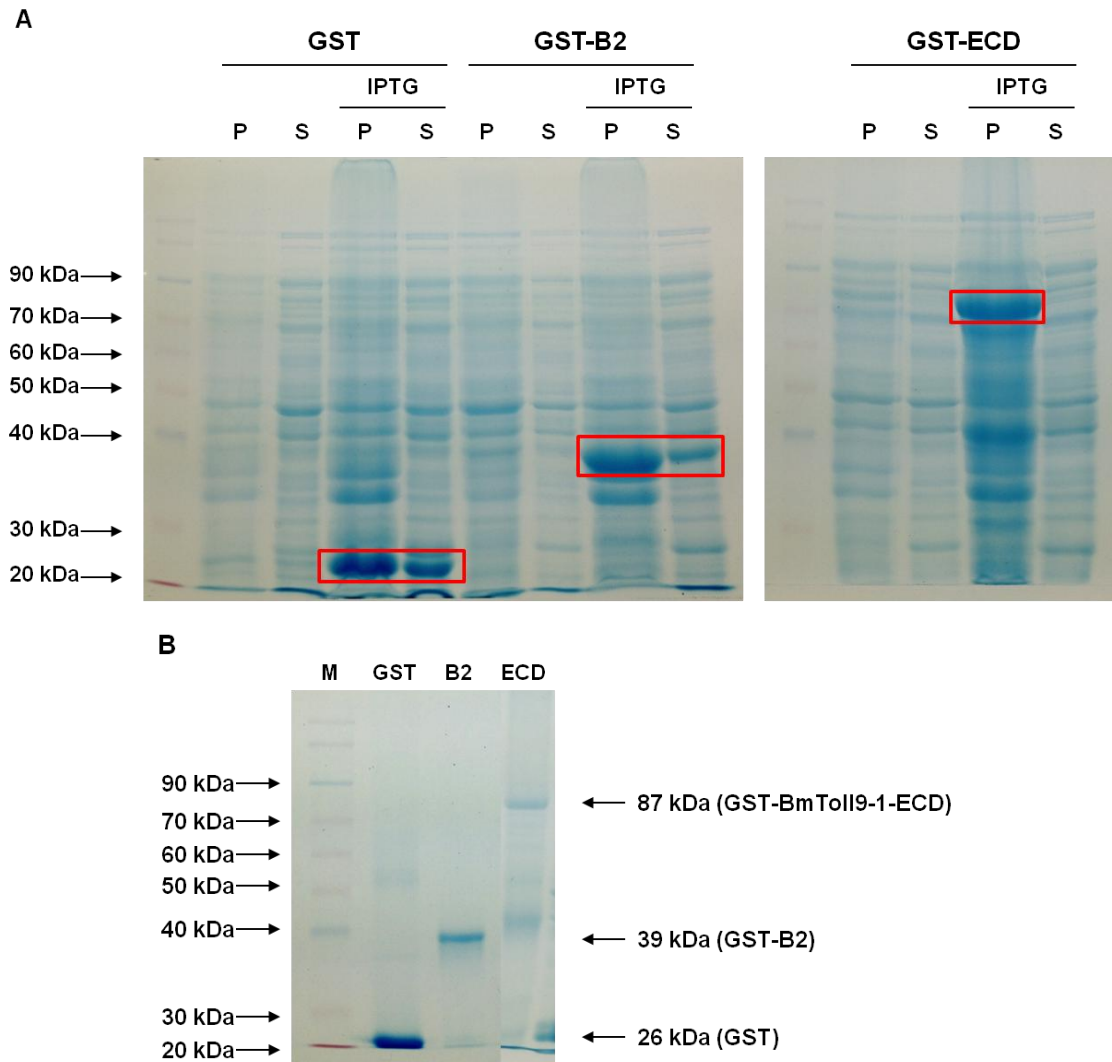 A
GST GST-B2 GST-ECD
IPTG IPTG IPTG
P S P S P S P S P S P S
90 kDa
70 kDa
60 kDa
50 kDa
40 kDa
30 kDa
20 kDa
B
M GST B2 ECD
90 kDa
87 kDa (GST-BmToll9-1-ECD)
70 kDa
60 kDa
50 kDa
40 kDa
39 kDa (GST-B2)
30 kDa
26 kDa (GST)
20 kDa